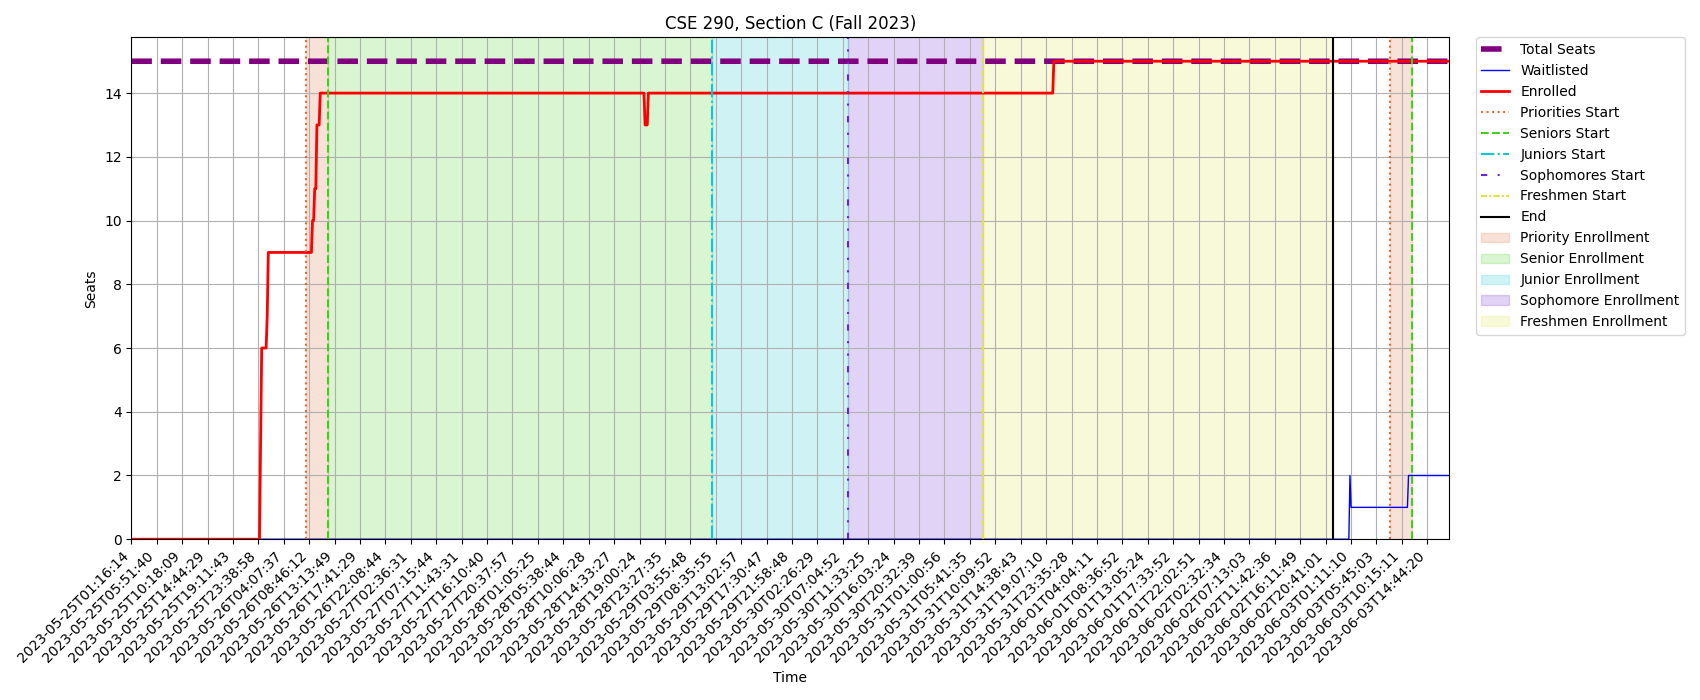 CSE 290, Section C (Fall 2023)
Seats
14
12
10
8
6
4
2
0
2023-05-25T01:16:14
2023-05-25T05:51:40
2023-05-25T10:18:09
2023-05-25T14:44:29
2023-05-25T19:11:43
2023-05-25T23:38:58
2023-05-26T04:07:37
2023-05-26T08:46:12
2023-05-26T13:13:49
2023-05-26T17:41:29
2023-05-26T22:08:44
2023-05-27T02:36:31
2023-05-27T07:15:44
2023-05-27T11:43:31
2023-05-27T16:10:40
2023-05-27T20:37:57
2023-05-28T01:05:25
2023-05-28T05:38:44
2023-05-28T10:06:28
2023-05-28T14:33:27
2023-05-28T19:00:24
2023-05-28T23:27:35
2023-05-29T03:55:48
2023-05-29T08:35:55
2023-05-29T13:02:57
2023-05-29T17:30:47
2023-05-29T21:58:48
2023-05-30T02:26:29
2023-05-30T07:04:52
2023-05-30T11:33:25
2023-05-30T16:03:24
2023-05-30T20:32:39
2023-05-31T01:00:56
2023-05-31T05:41:35
2023-05-31T10:09:52
2023-05-31T14:38:43
2023-05-31T19:07:10
2023-05-31T23:35:28
2023-06-01T04:04:11
2023-06-01T08:36:52
2023-06-01T13:05:24
2023-06-01T17:33:52
2023-06-01T22:02:51
2023-06-02T02:32:34
2023-06-02T07:13:03
2023-06-02T11:42:36
2023-06-02T16:11:49
2023-06-02T20:41:01
2023-06-03T01:11:10
2023-06-03T05:45:03
2023-06-03T10:15:11
2023-06-03T14:44:20
Time
Total Seats
Waitlisted
Enrolled
Priorities Start
Seniors Start
Juniors Start
Sophomores Start
Freshmen Start
End
Priority Enrollment
Senior Enrollment
Junior Enrollment
Sophomore Enrollment
Freshmen Enrollment